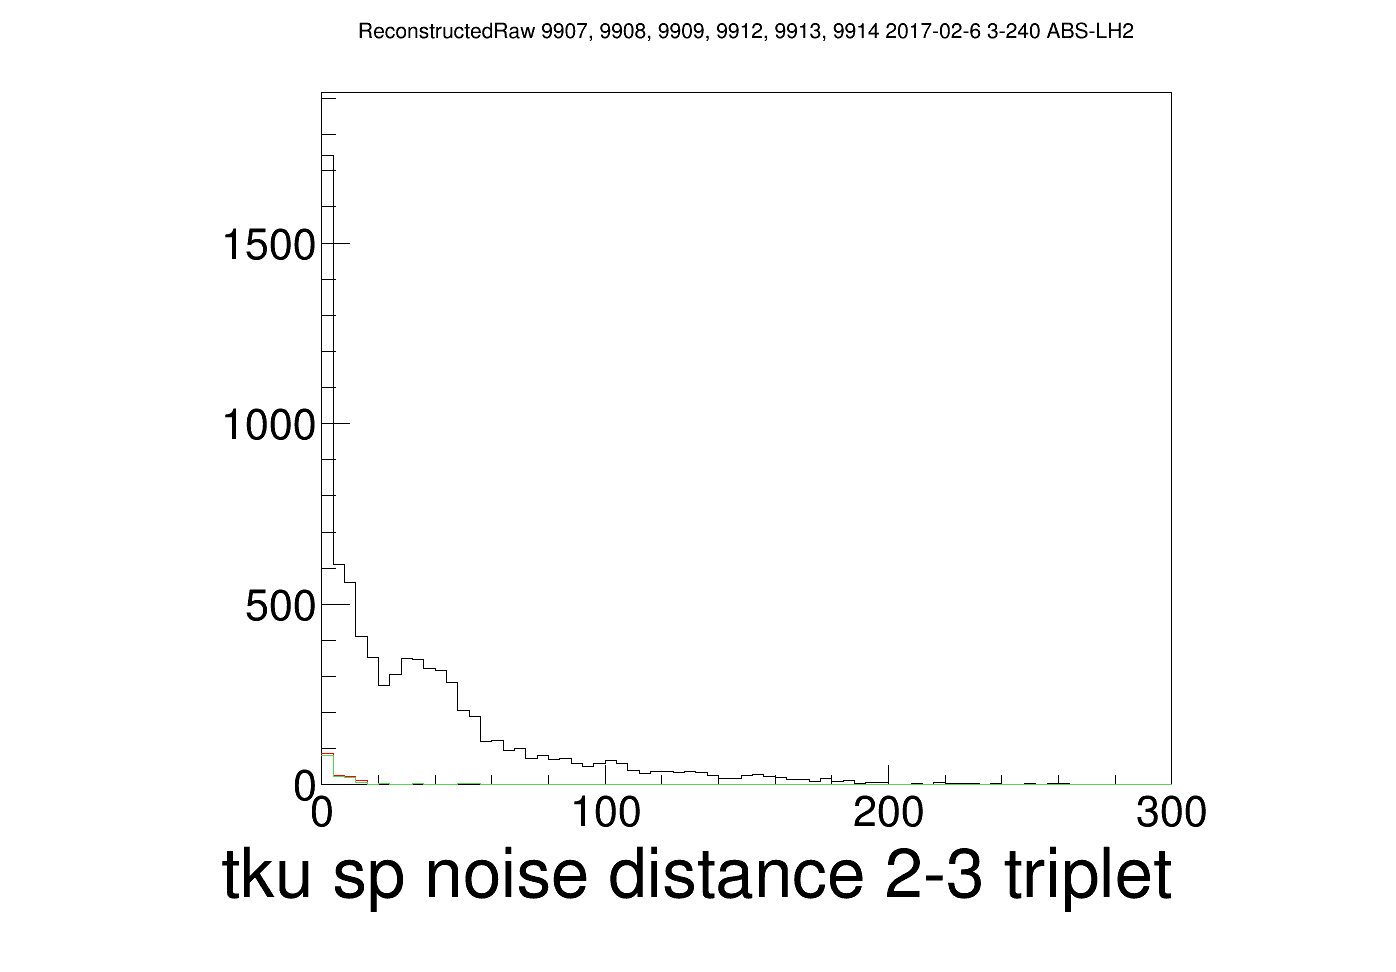 ReconstructedRaw 9907, 9908, 9909, 9912, 9913, 9914 2017-02-6 3-240 ABS-LH2
1500
1000
500
0
0 100 200 300
tku sp noise distance 2-3 triplet